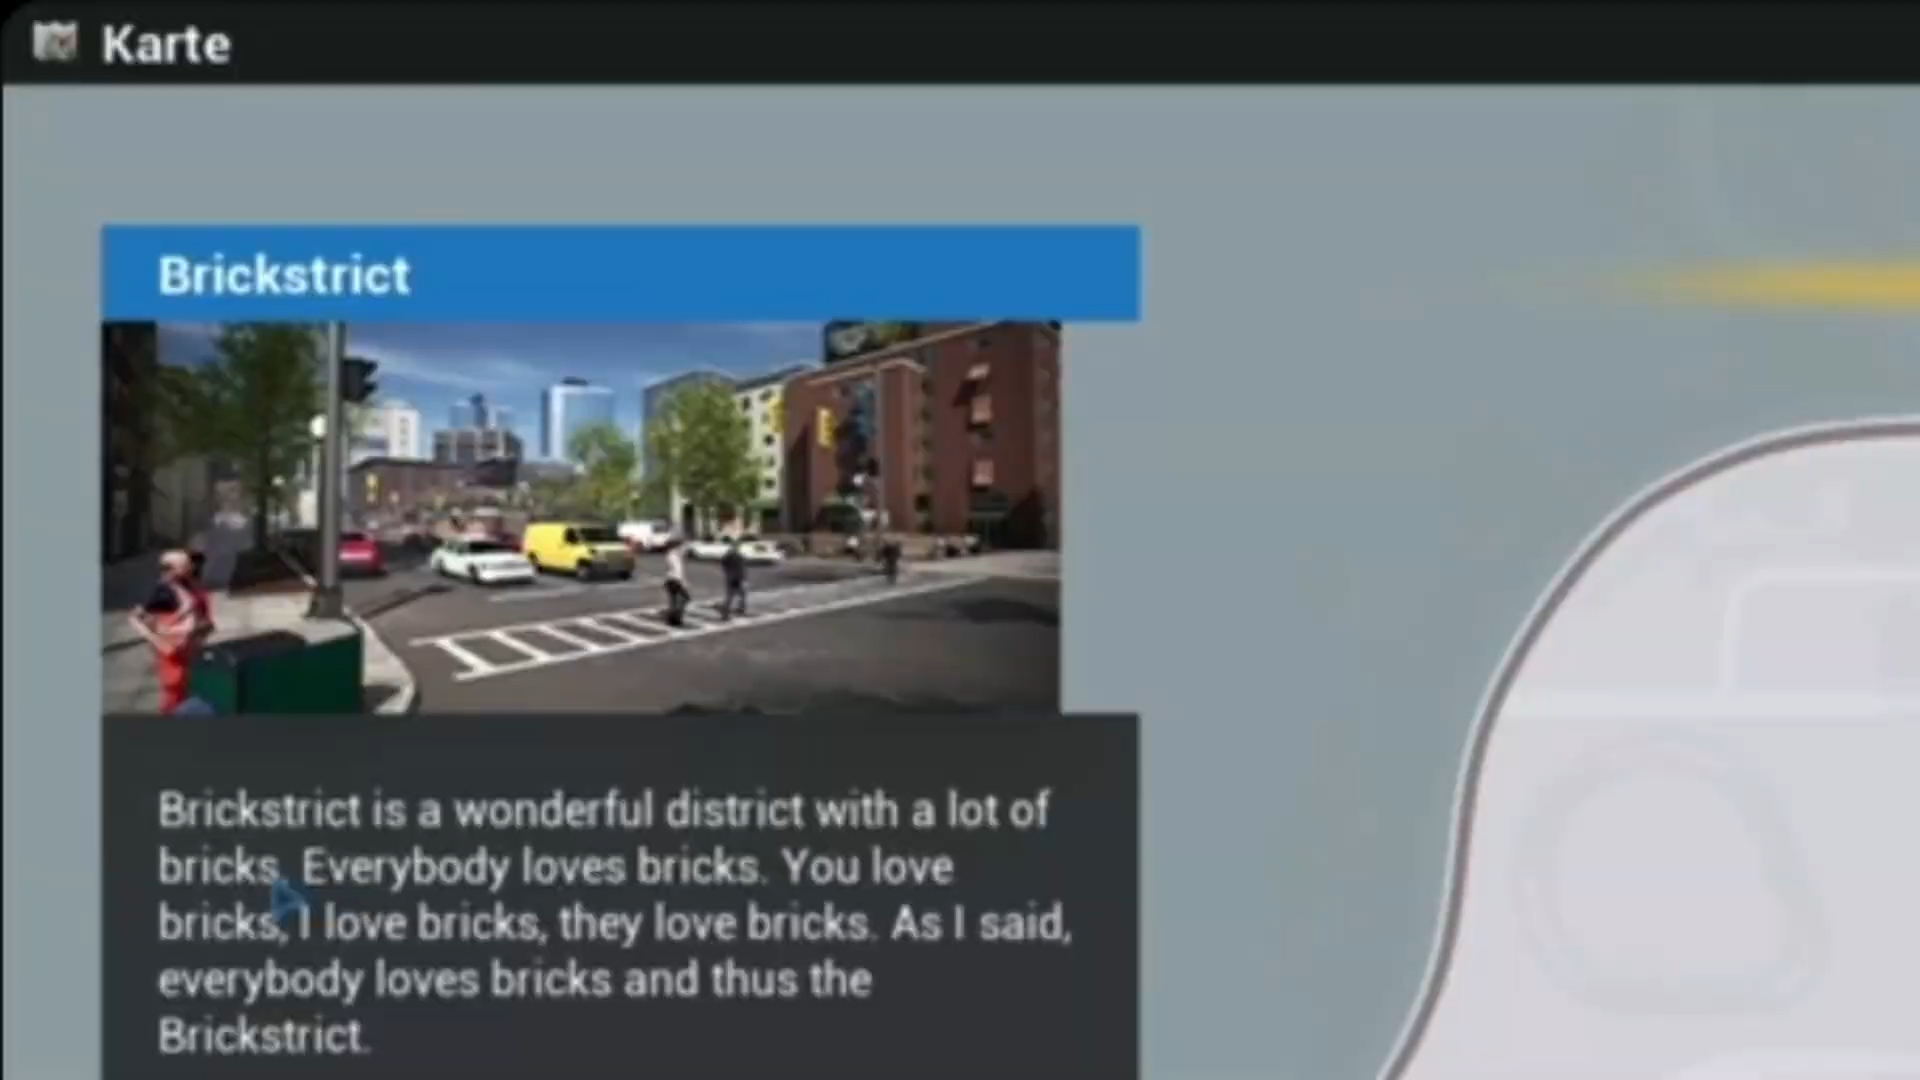 Karte
Brickstrict
Brickstrict is a wonderful district with a lot of
bricks. Everybody loves bricks. You love
bricks, I love bricks, they love bricks. As I said,
everybody loves bricks and thus the
Brickstrict.